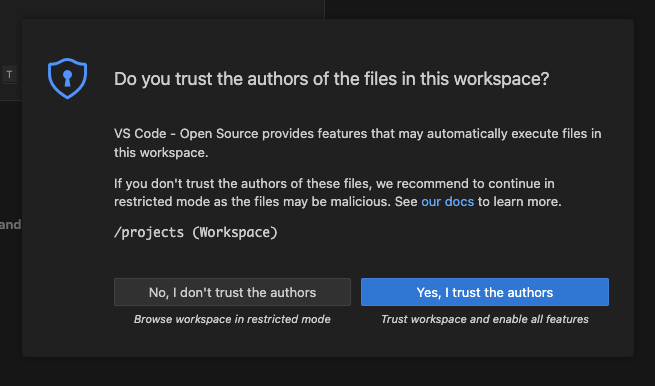 T
Do you trust the authors of the files in this workspace?
VS Code - Open Source provides features that may automatically execute files in
this workspace.
If you don't trust the authors of these files, we recommend to continue in
restricted mode as the files may be malicious. See our docs to learn more.
and
/projects (Workspace)
No, I don't trust the authors
Yes, I trust the authors
Browse workspace in restricted mode
Trust workspace and enable all features